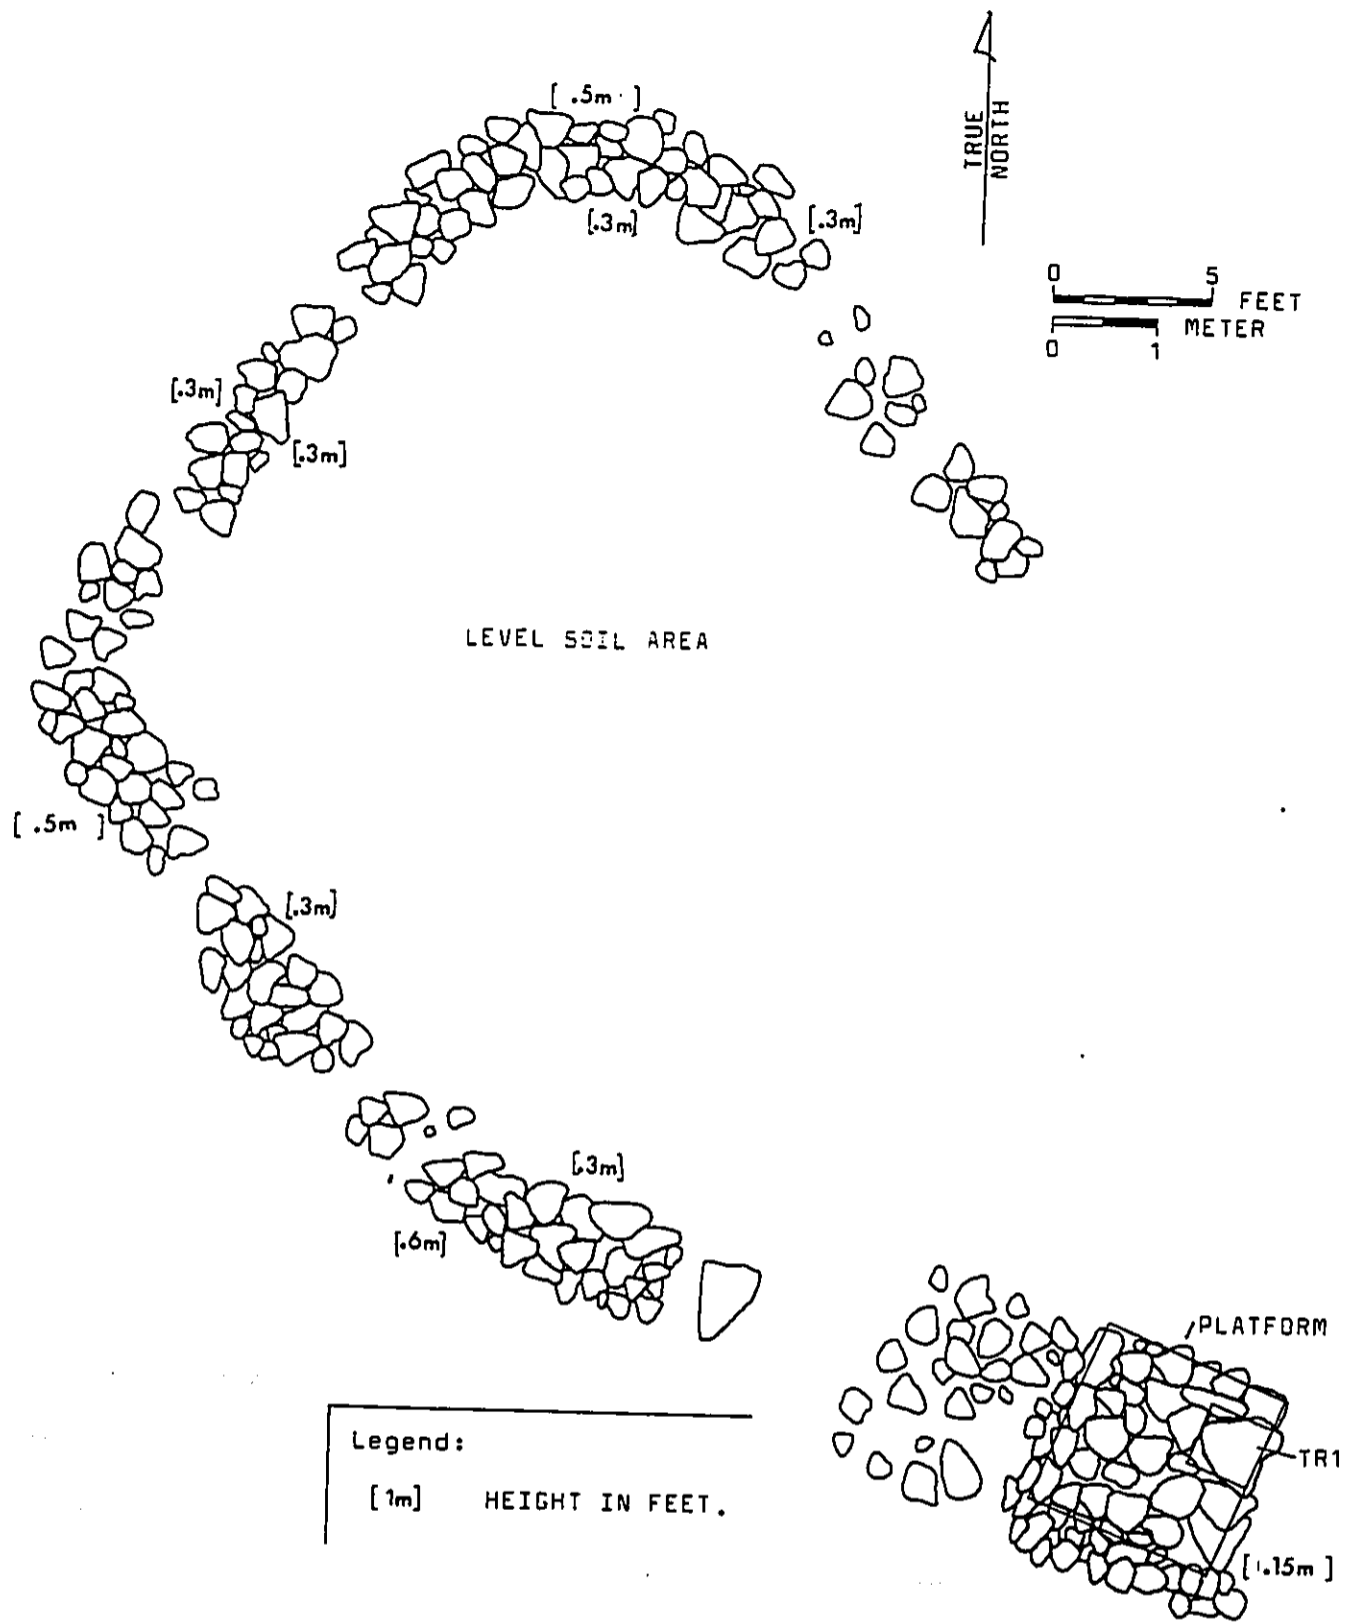 [ .5m ]
TRUE NORTH
[.3m]
[.3m]
0 5 FEET
METER
0 1
[.3m]
[.3m]
LEVEL SOIL AREA
[ .5m ]
[.3m]
[.3m]
[.6m]
PLATFORM
TR1
Legend:
[1m] HEIGHT IN FEET.